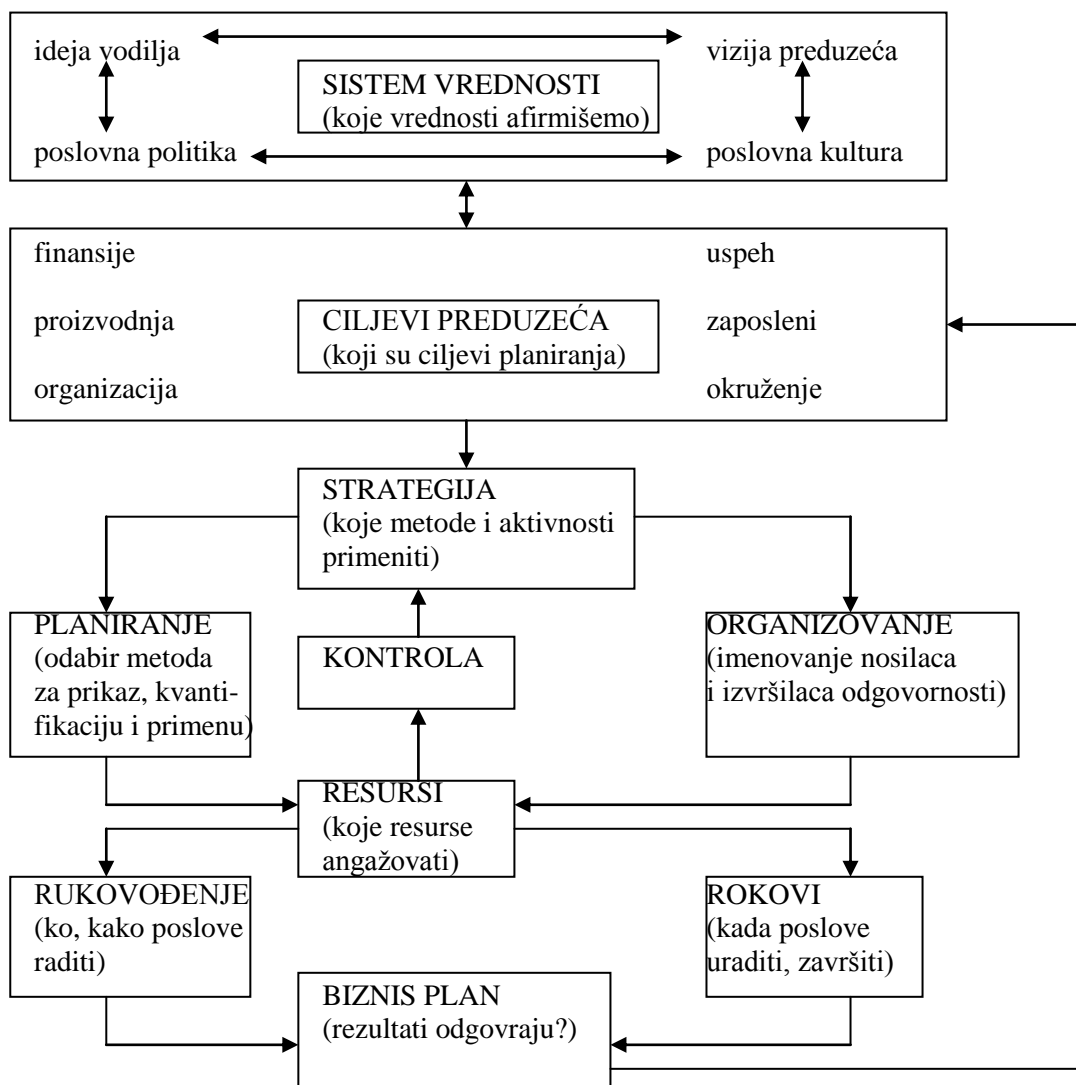 ideja vodilja
vizija preduzeća
SISTEM VREDNOSTI
(koje vrednosti afirmišemo)
poslovna politika
poslovna kultura
finansije
uspeh
proizvodnja
CILJEVI PREDUZEĆA
(koji su ciljevi planiranja)
zaposleni
organizacija
okruženje
STRATEGIJA
(koje metode i aktivnosti
primeniti)
PLANIRANJE
(odabir metoda
za prikaz, kvanti-
fikaciju i primenu)
KONTROLA
ORGANIZOVANJE
(imenovanje nosilaca
i izvršilaca odgovornosti)
RESURSI
(koje resurse
angažovati)
RUKOVOĐENJE
(ko, kako poslove
raditi)
ROKOVI
(kada poslove
uraditi, završiti)
BIZNIS PLAN
(rezultati odgovraju?)